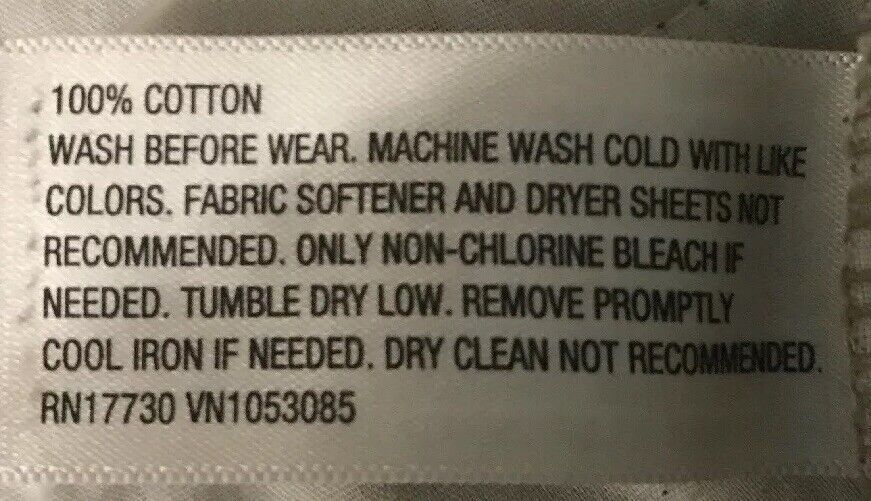 100% COTTON
WASH BEFORE WEAR. MACHINE WASH COLD WITH LIKE
COLORS. FABRIC SOFTENER AND DRYER SHEETS NOT
RECOMMENDED. ONLY NON-CHLORINE BLEACH IF
NEEDED. TUMBLE DRY LOW. REMOVE PROMPTLY
COOL IRON IF NEEDED. DRY CLEAN NOT RECOMMENDED.
RN17730 VN1053085